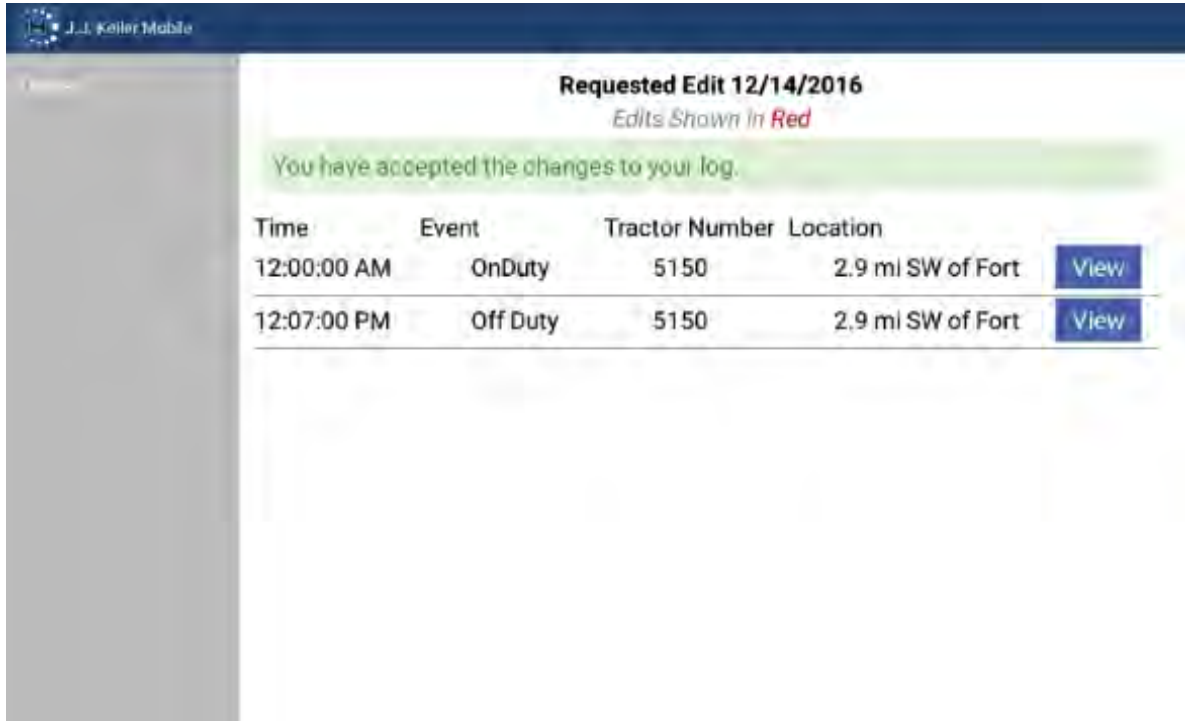 J.J. Keller Mobile
Requested Edit 12/14/2016
Edits Shown in Red
You have accepted the changes to your log.
Time Event Tractor Number Location
12:00:00 AM OnDuty 5150 2.9 mi SW of Fort View
12:07:00 PM Off Duty 5150 2.9 mi SW of Fort View